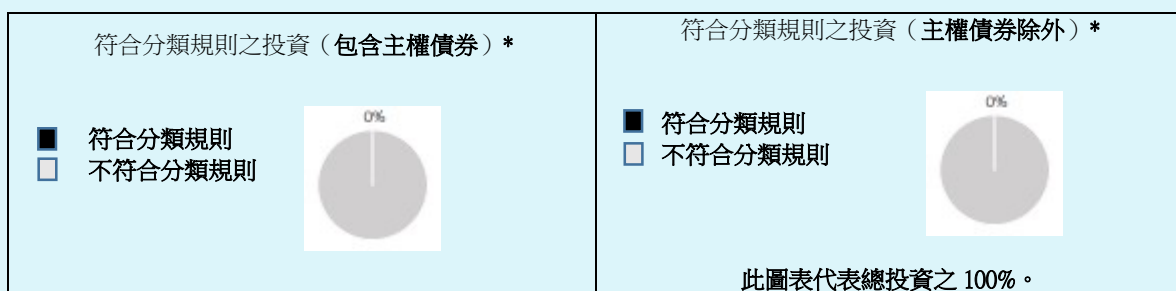 符合分類規則之投資（包含主權債券）*
0%
符合分類規則
不符合分類規則
符合分類規則之投資（主權債券除外）*
0%
符合分類規則
不符合分類規則
此圖表代表總投資之 100%。